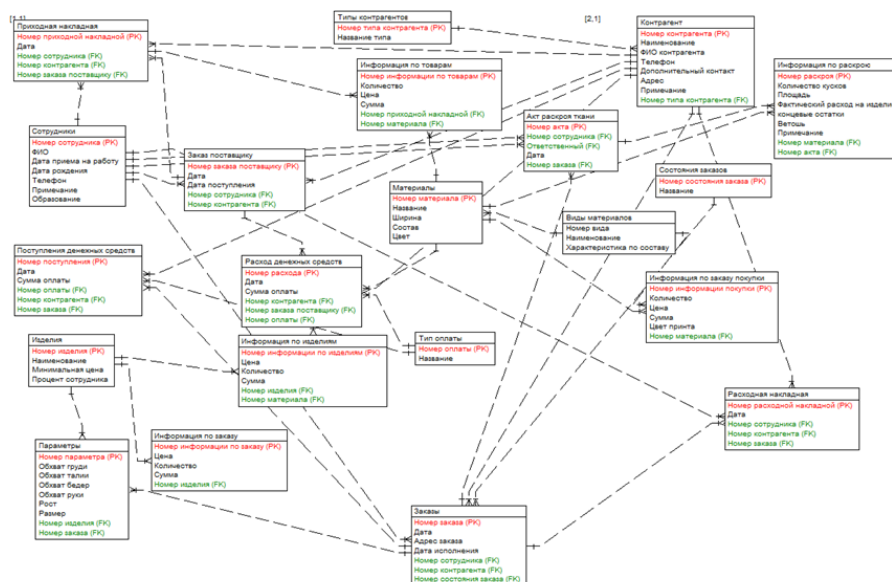 [1,1]
[2,1]
Приходная накладная
Номер приходной накладной (PK)
Дата
Номер сотрудника (FK)
Номер контрагента (FK)
Номер заказа поставщику (FK)
Типы контрагентов
Номер типа контрагента (PK)
Название типа
Контрагент
Номер контрагента (PK)
Наименование
ФИО контрагента
Телефон
Дополнительный контакт
Адрес
Примечание
Номер типа контрагента (FK)
Информация по товарам
Номер информации по товарам (PK)
Количество
Цена
Сумма
Номер приходной накладной (FK)
Номер материала (FK)
Информация по раскрою
Номер раскроя (PK)
Количество кусков
Площадь
Фактический расход на издели
концевые остатки
Ветошь
Примечание
Номер материала (FK)
Номер акта (FK)
Сотрудники
Номер сотрудника (PK)
ФИО
Дата приема на работу
Дата рождения
Телефон
Примечание
Образование
Заказ поставщику
Номер заказа поставщику (PK)
Дата
Дата поступления
Номер сотрудника (FK)
Номер контрагента (FK)
Акт раскроя ткани
Номер акта (PK)
Номер сотрудника (FK)
Ответственный (FK)
Дата
Номер заказа (FK)
Материалы
Номер материала (PK)
Название
Ширина
Состав
Цвет
Состояния заказов
Номер состояния заказа (PK)
Название
Виды материалов
Номер вида
Наименование
Характеристика по составу
Поступления денежных средств
Номер поступления (PK)
Дата
Сумма оплаты
Номер оплаты (FK)
Номер контрагента (FK)
Номер заказа (FK)
Расход денежных средств
Номер расхода (PK)
Дата
Сумма оплаты
Номер контрагента (FK)
Номер заказа поставщику (FK)
Номер оплаты (FK)
Информация по заказу покупки
Номер информации покупки (PK)
Количество
Цена
Сумма
Цвет принта
Номер материала (FK)
Изделия
Номер изделия (PK)
Наименование
Минимальная цена
Процент сотрудника
Информация по изделиям
Номер информации по изделиям (PK)
Цена
Количество
Сумма
Номер изделия (FK)
Номер материала (FK)
Тип оплаты
Номер оплаты (PK)
Название
Расходная накладная
Номер расходной накладной (PK)
Дата
Номер сотрудника (FK)
Номер контрагента (FK)
Номер заказа (FK)
Параметры
Номер параметра (PK)
Обхват груди
Обхват талии
Обхват бедер
Обхват руки
Рост
Размер
Номер изделия (FK)
Номер заказа (FK)
Информация по заказу
Номер информации по заказу (PK)
Цена
Количество
Сумма
Номер изделия (FK)
Заказы
Номер заказа (PK)
Дата
Адрес заказа
Дата исполнения
Номер сотрудника (FK)
Номер контрагента (FK)
Номер состояния заказа (FK)